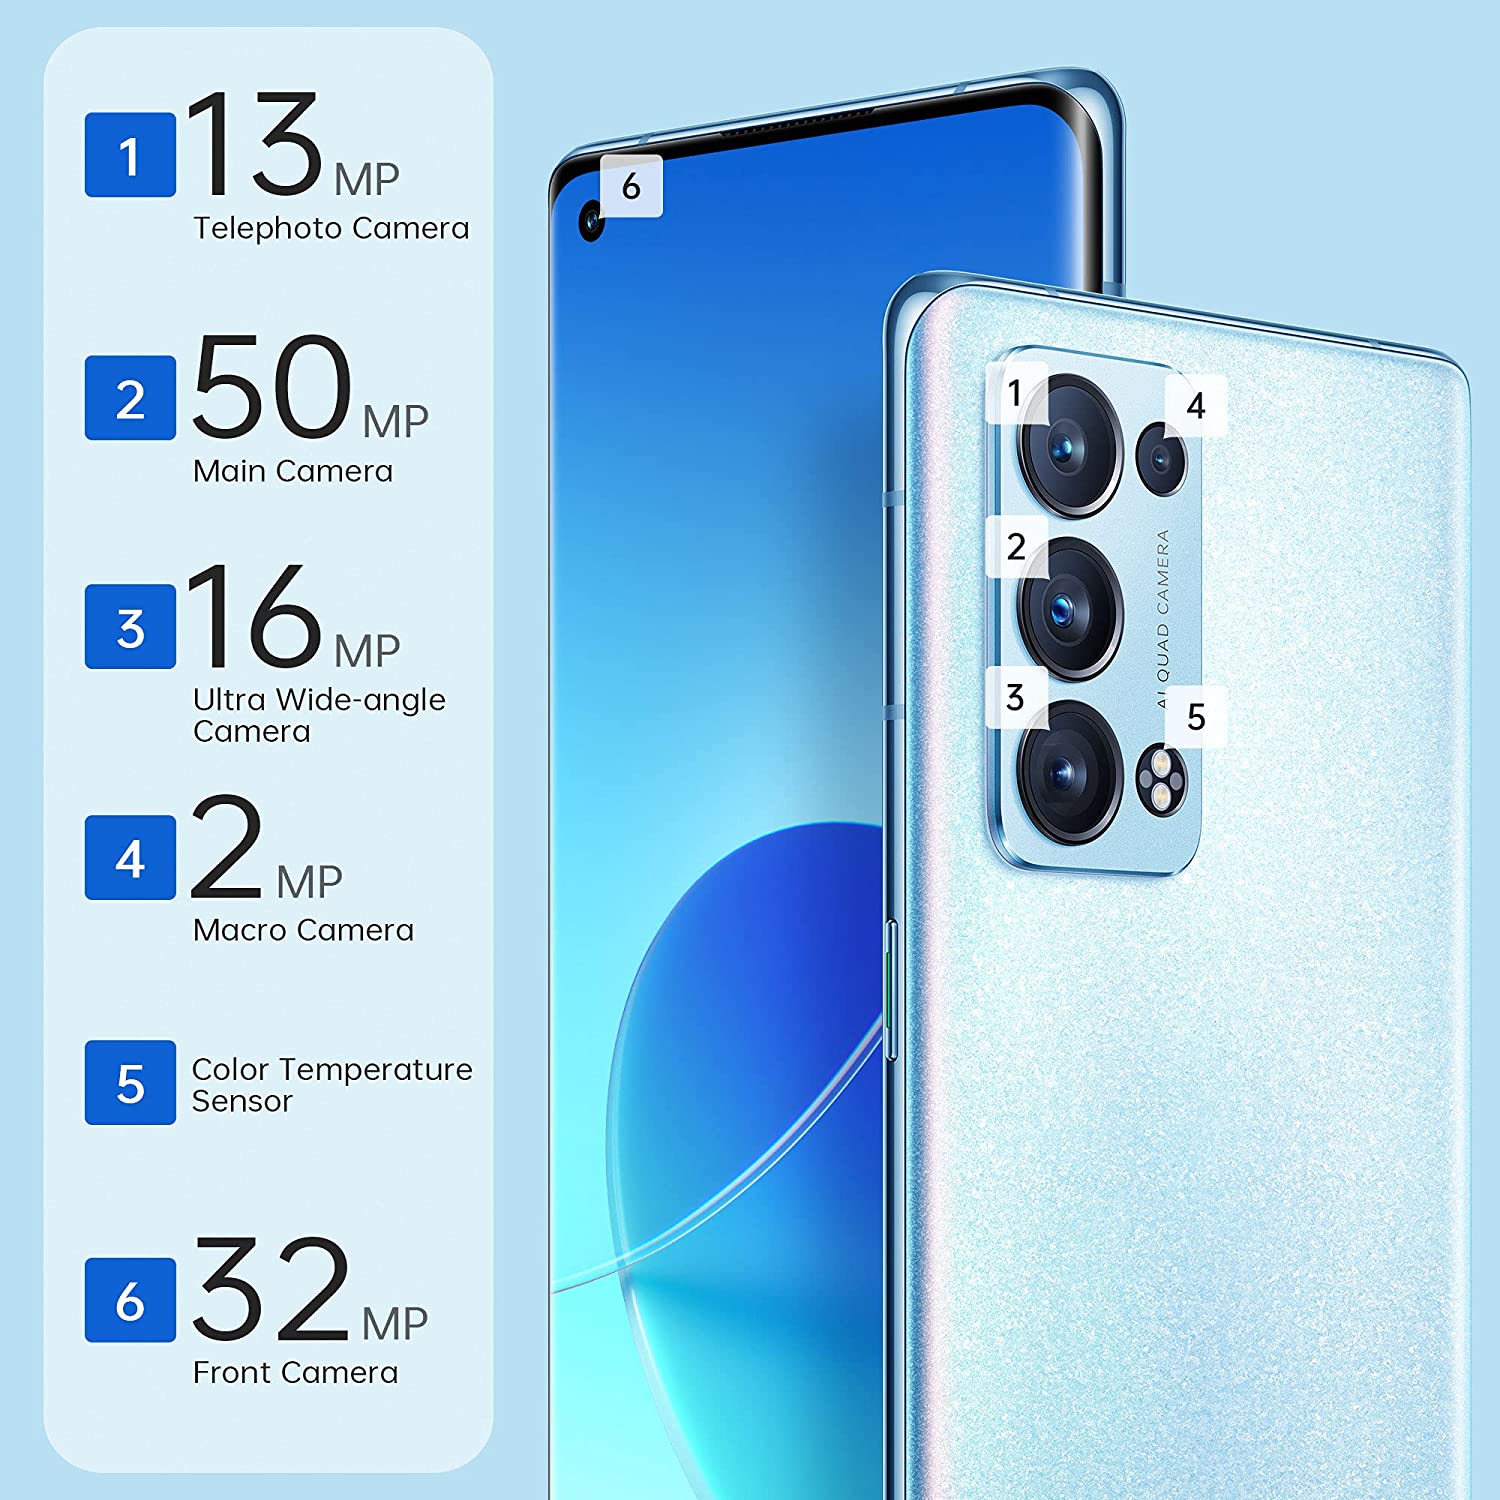 1
13 MP
Telephoto Camera
2
50 MP
Main Camera
3
16 MP
Ultra Wide-angle
Camera
4
2 MP
Macro Camera
5
Color Temperature
Sensor
6
32 MP
Front Camera
6
1
4
2
AI QUAD CAMERA
3
5